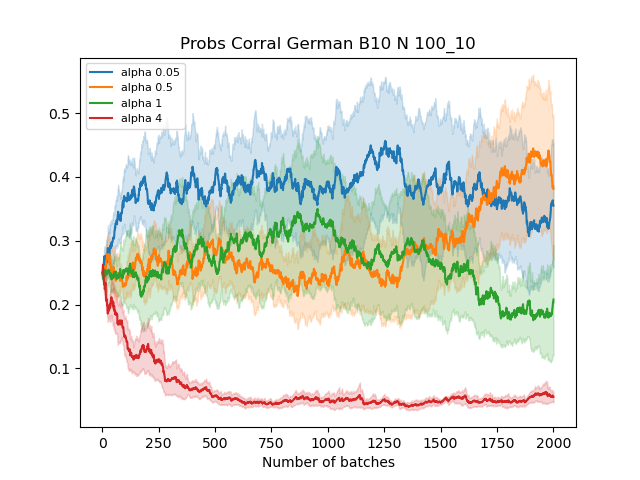 Probs Corral German B10 N 100_10
alpha 0.05
alpha 0.5
alpha 1
alpha 4
0.5
0.4
0.3
0.2
0.1
0 250 500 750 1000 1250 1500 1750 2000
Number of batches